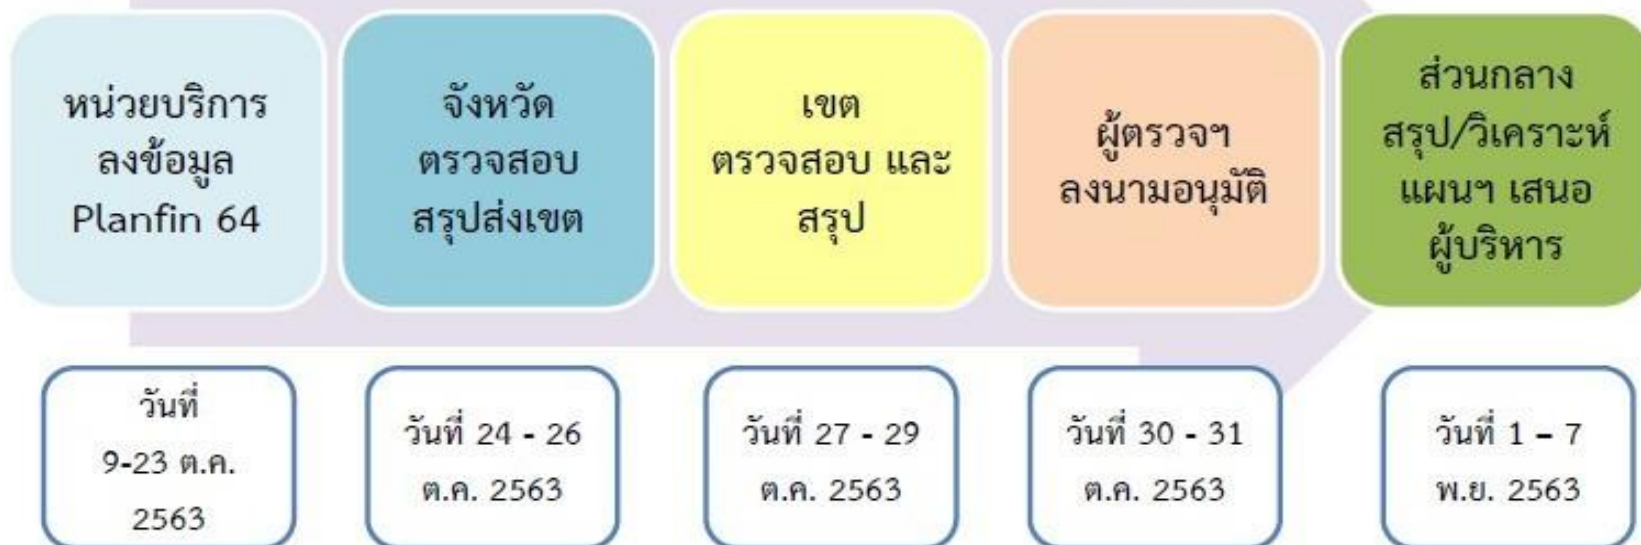 หน่วยบริการ
ลงข้อมูล
Planfin 64
จังหวัด
ตรวจสอบ
สรุปส่งเขต
เขต
ตรวจสอบ และ
สรุป
ผู้ตรวจฯ
ลงนามอนุมัติ
ส่วนกลาง
สรุป/วิเคราะห์
แผนฯ เสนอ
ผู้บริหาร
วันที่
9-23 ต.ค.
2563
วันที่ 24 - 26
ต.ค. 2563
วันที่ 27 - 29
ต.ค. 2563
วันที่ 30 - 31
ต.ค. 2563
วันที่ 1 – 7
พ.ย. 2563